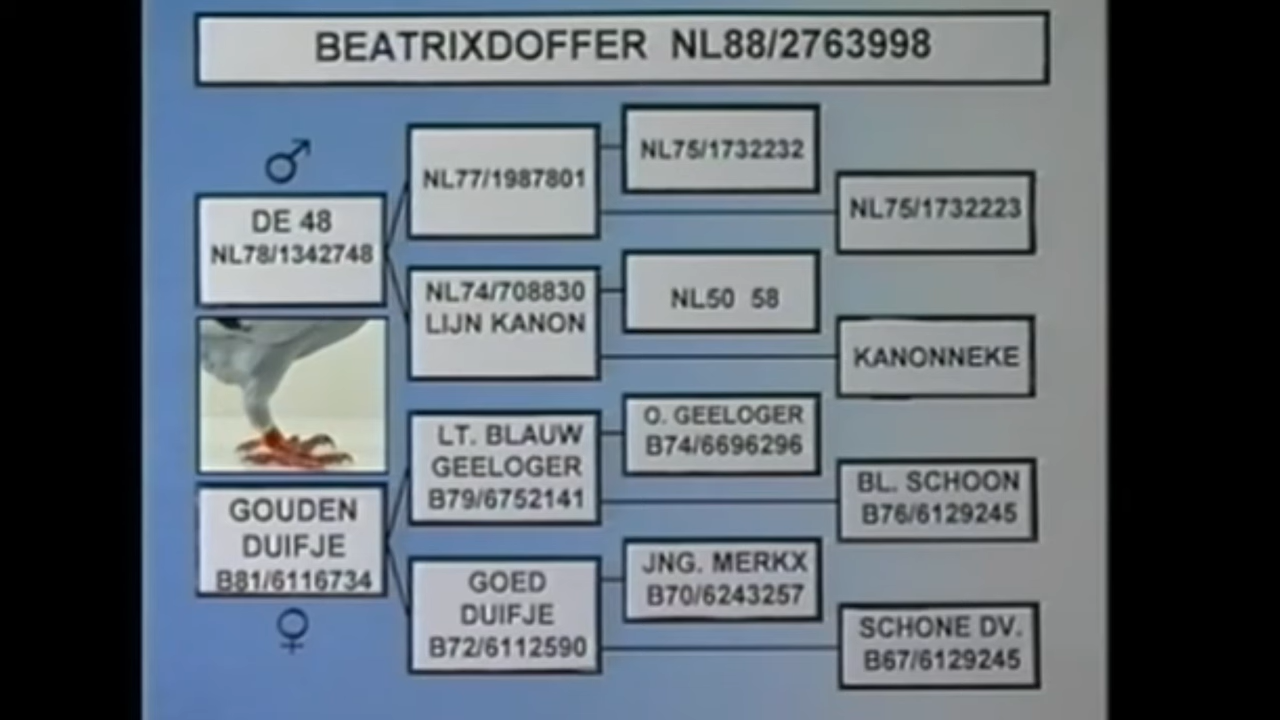 BEATRIXDOFFER NL88/2763998
♂
DE 48
NL78/1342748
GOUDEN
DUIFJE
B81/6116734
♀
NL77/1987801
NL74/708830
LIJN KANON
LT. BLAUW
GEELOGER
B79/6752141
GOED
DUIFJE
B72/6112590
NL75/1732232
NL50 58
O. GEELOGER
B74/6696296
JNG. MERKX
B70/6243257
NL75/1732223
KANONNEKE
BL. SCHOON
B76/6129245
SCHONE DV.
B67/6129245